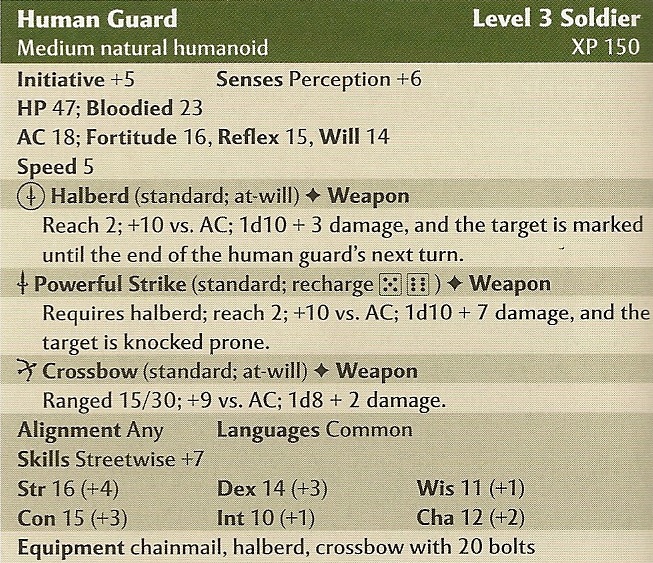 Human Guard Level 3 Soldier
Medium natural humanoid XP 150
Initiative +5 Senses Perception +6
HP 47; Bloodied 23
AC 18; Fortitude 16, Reflex 15, Will 14
Speed 5
Halberd (standard; at-will) ✦ Weapon
Reach 2; +10 vs. AC; 1d10 + 3 damage, and the target is marked
until the end of the human guard's next turn.
Powerful Strike (standard; recharge ⚄ ⚅) ✦ Weapon
Requires halberd; reach 2; +10 vs. AC; 1d10 + 7 damage, and the
target is knocked prone.
Crossbow (standard; at-will) ✦ Weapon
Ranged 15/30; +9 vs. AC; 1d8 + 2 damage.
Alignment Any Languages Common
Skills Streetwise +7
Str 16 (+4) Dex 14 (+3) Wis 11 (+1)
Con 15 (+3) Int 10 (+1) Cha 12 (+2)
Equipment chainmail, halberd, crossbow with 20 bolts